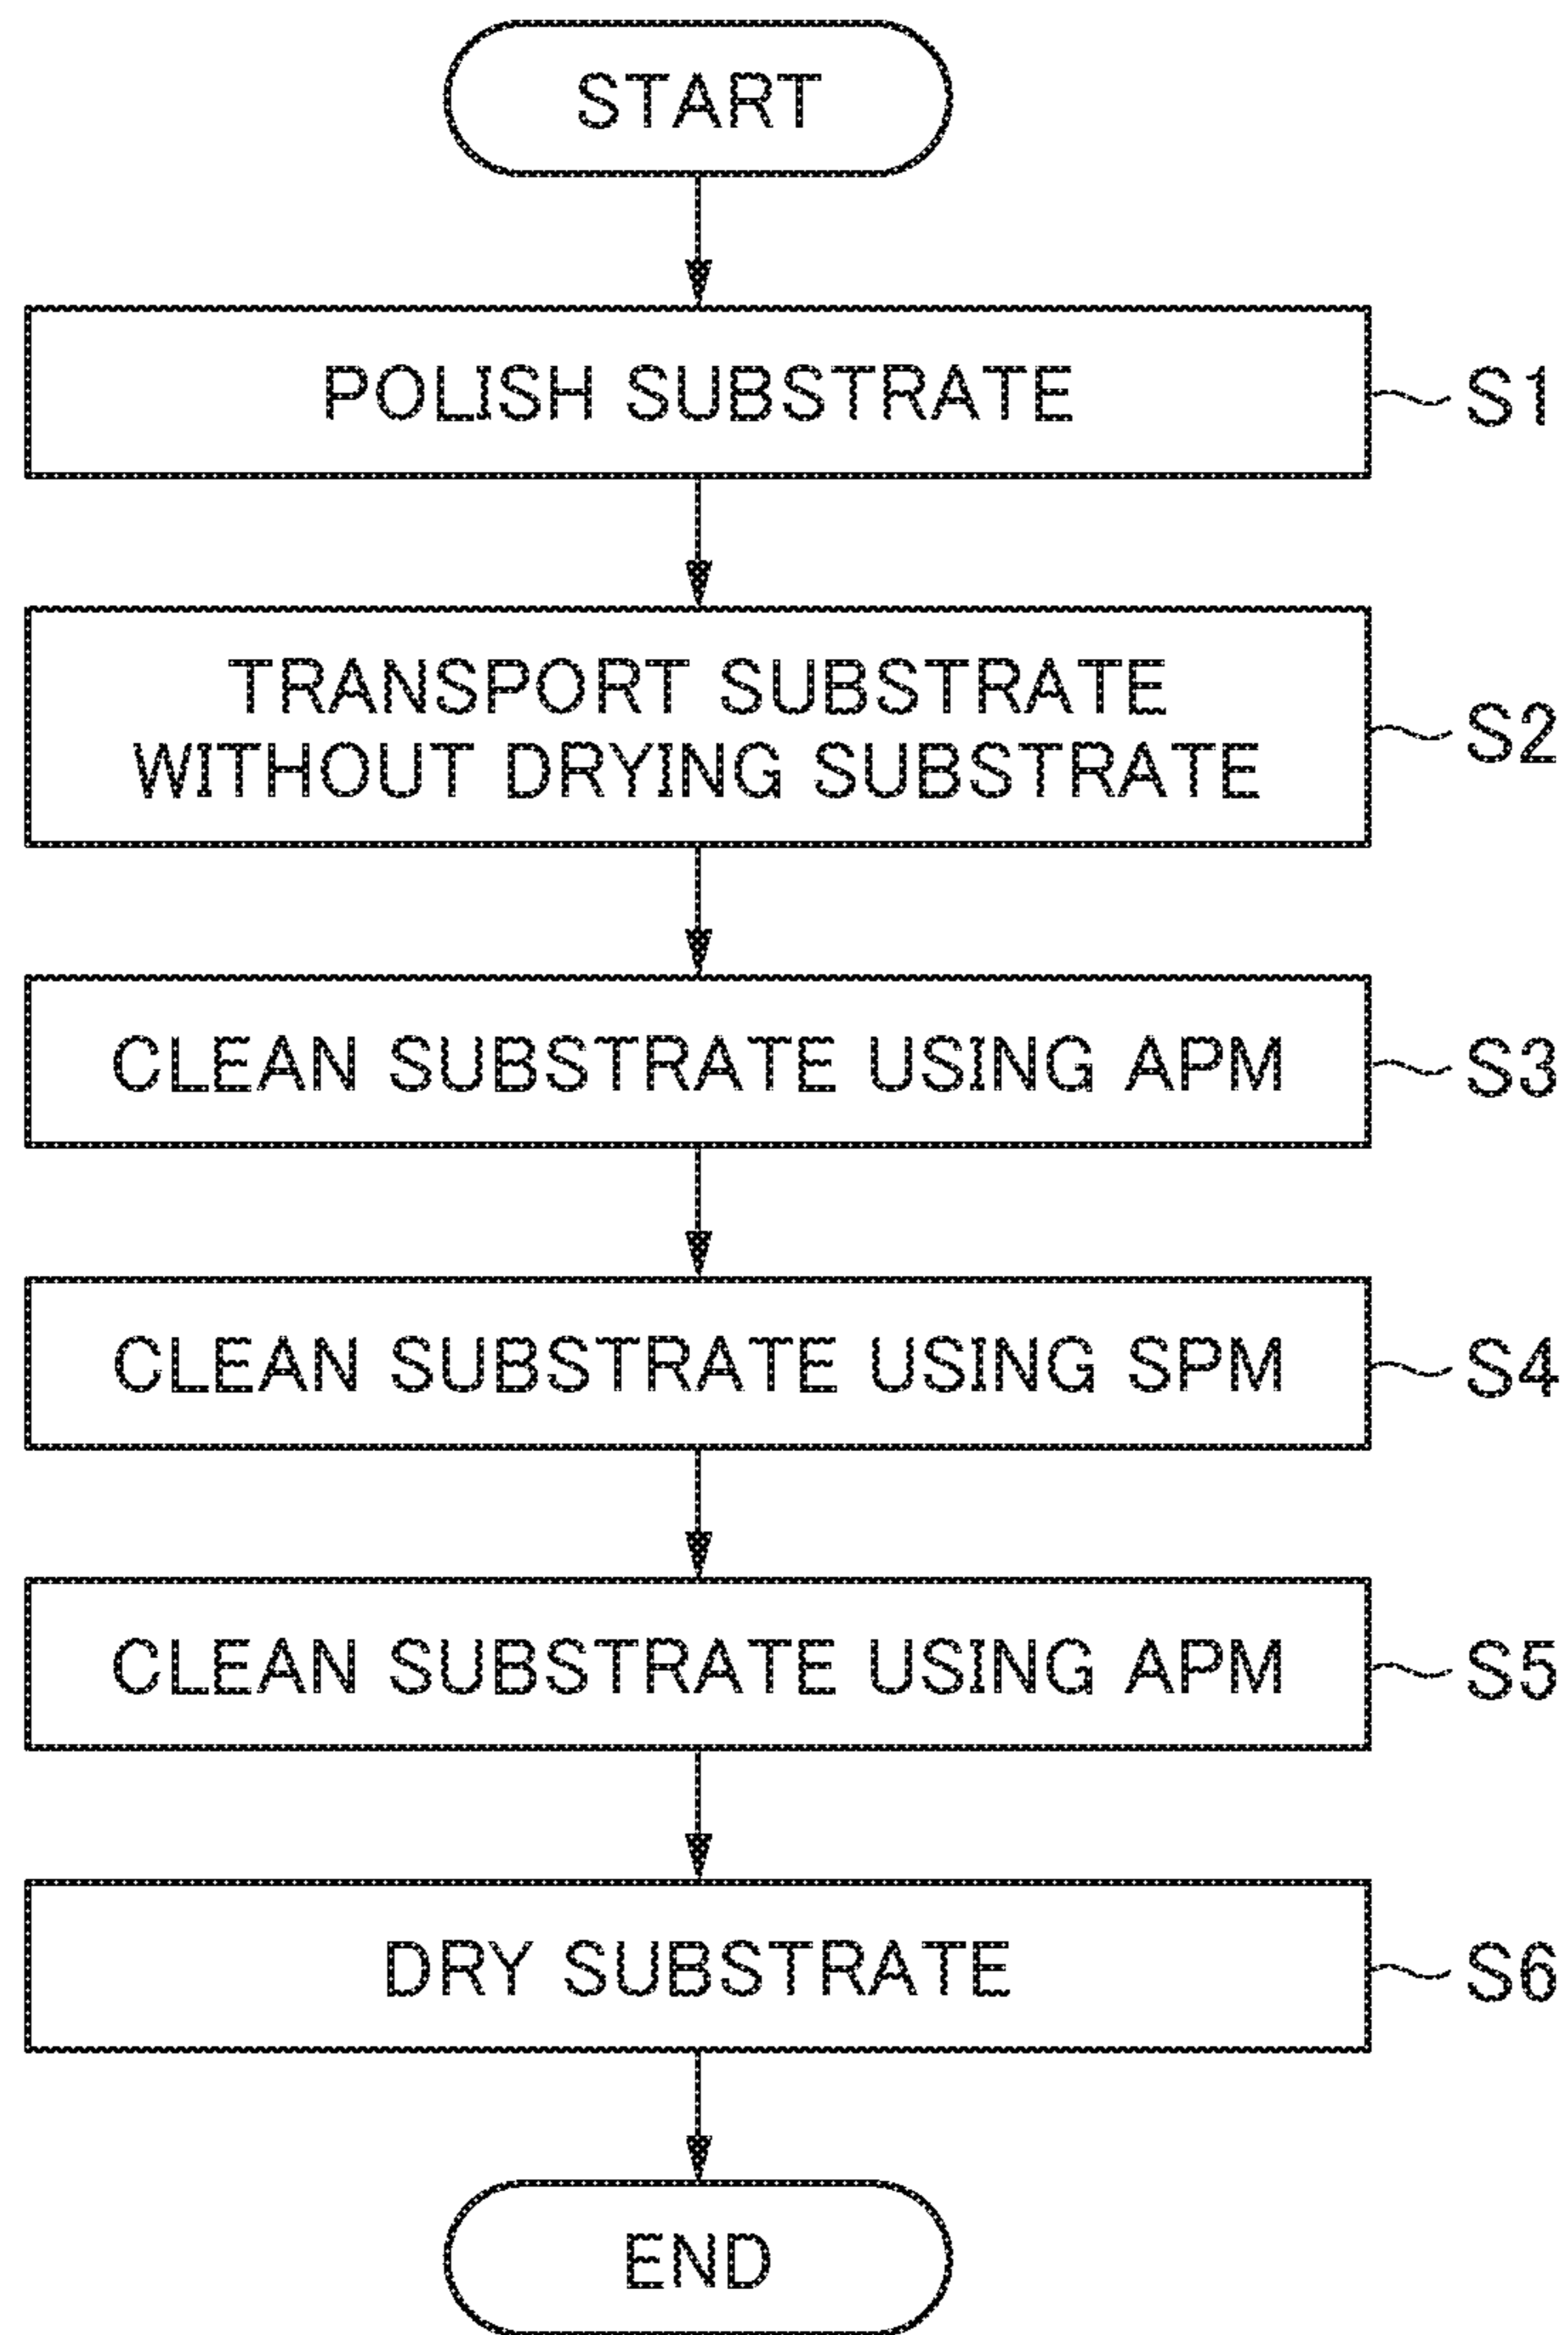 START
POLISH SUBSTRATE
S1
TRANSPORT SUBSTRATE
WITHOUT DRYING SUBSTRATE
S2
CLEAN SUBSTRATE USING APM
S3
CLEAN SUBSTRATE USING SPM
S4
CLEAN SUBSTRATE USING APM
S5
DRY SUBSTRATE
S6
END